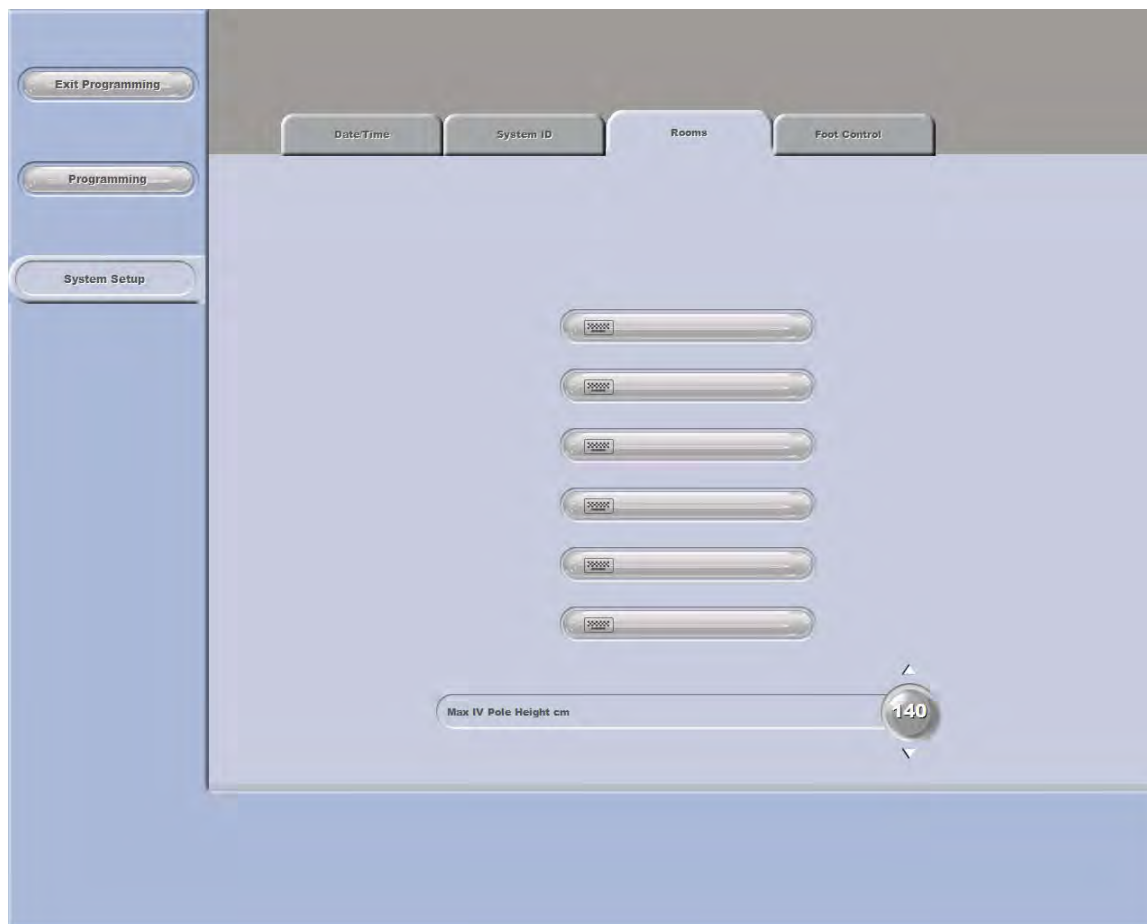 Exit Programming
Date/Time
System ID
Rooms
Foot Control
Programming
System Setup
Max IV Pole Height cm
140